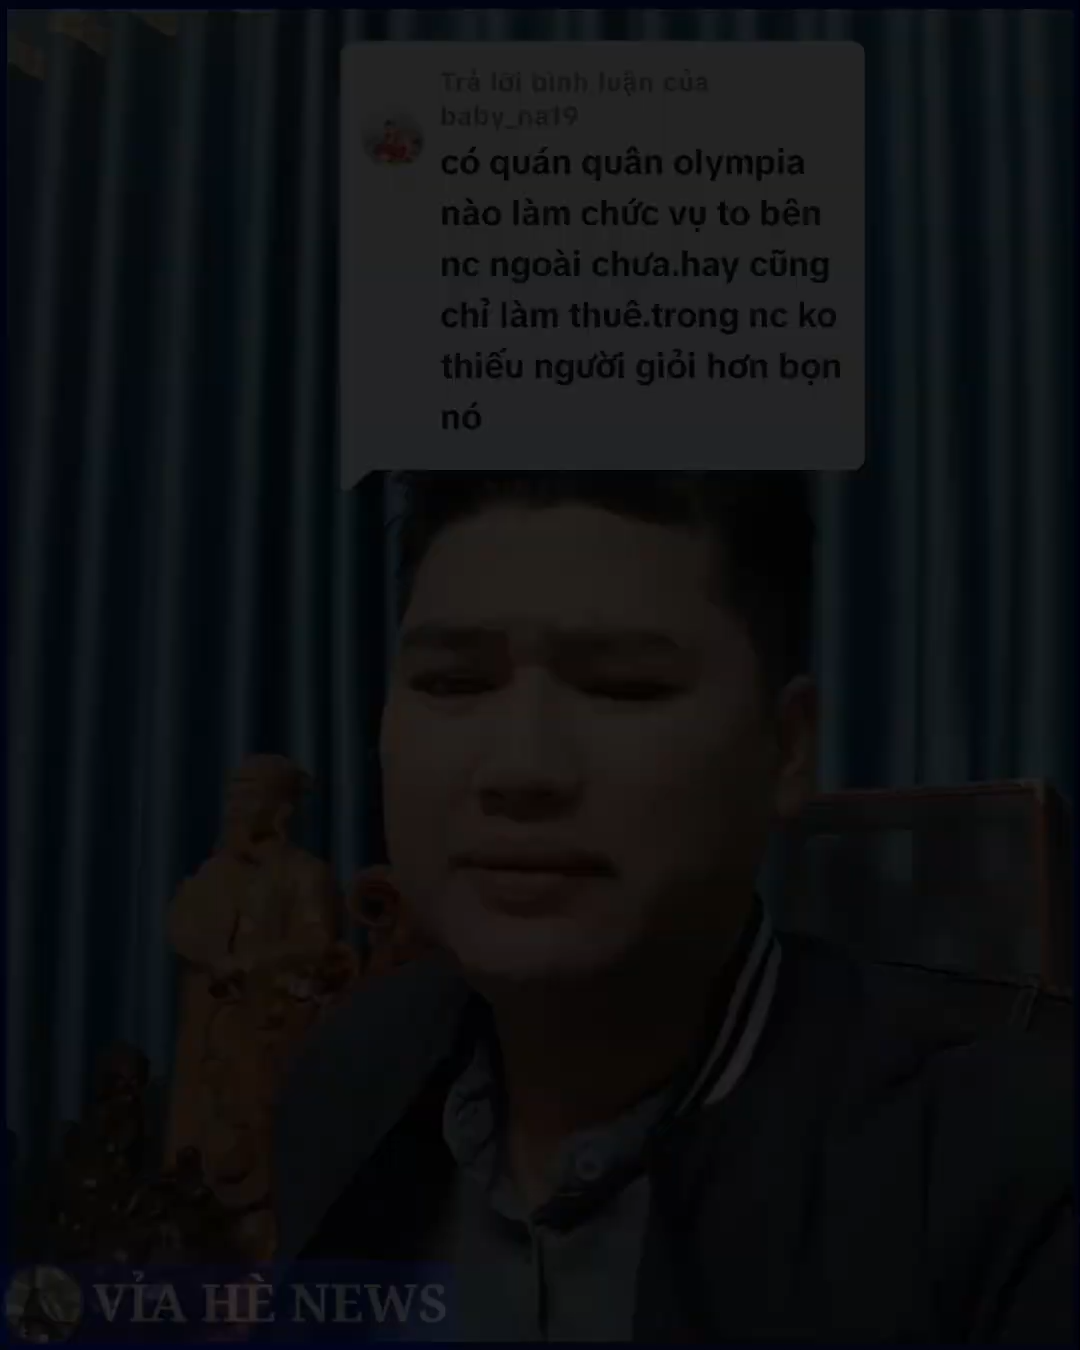 Trả lời bình luận của
baby_na19
có quán quân olympia
nào làm chức vụ to bên
nc ngoài chưa.hay cũng
chỉ làm thuê.trong nc ko
thiếu người giỏi hơn bọn
nó
VỈA HÈ NEWS